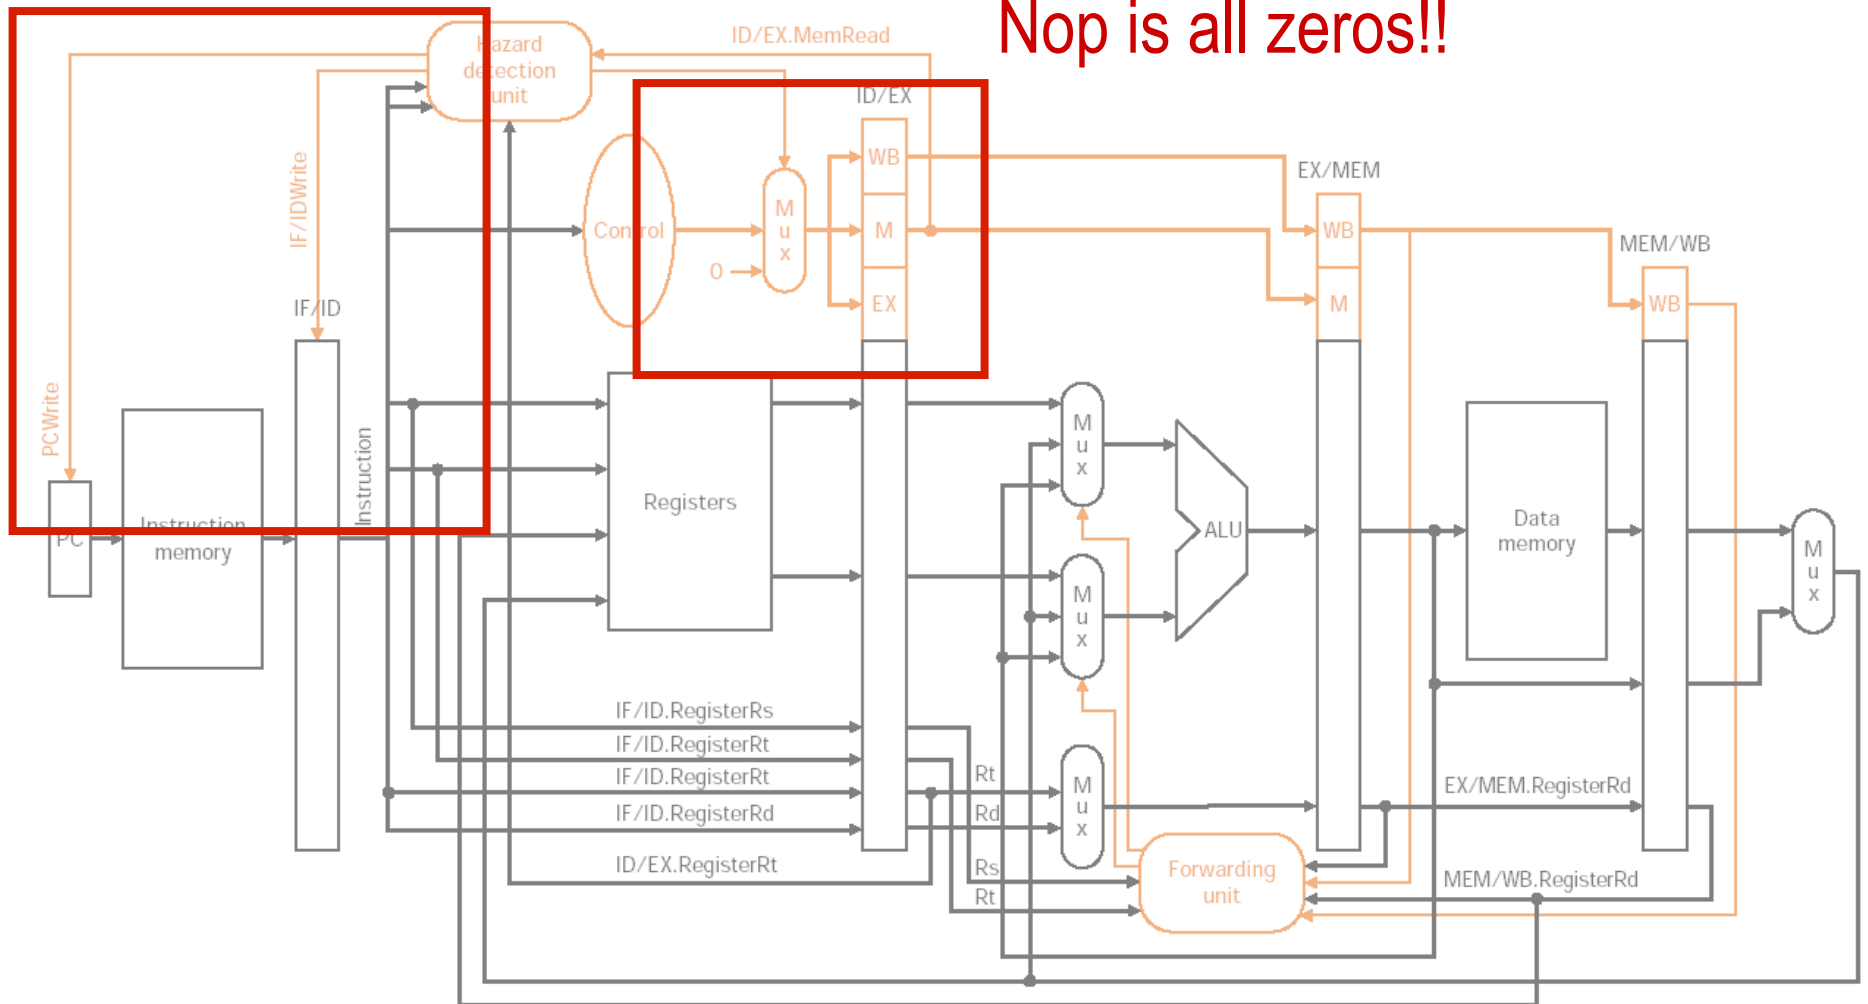 Nop is all zeros!!
Hazard
detection
unit
ID/EX.MemRead
ID/EX
IF/IDWrite
Control
M
u
x
0
WB
M
EX
EX/MEM
WB
M
MEM/WB
WB
IF/ID
PCWrite
PC
Instruction
memory
Instruction
Registers
M
u
x
M
u
x
ALU
Data
memory
M
u
x
IF/ID.RegisterRs
IF/ID.RegisterRt
IF/ID.RegisterRt
IF/ID.RegisterRd
ID/EX.RegisterRt
Rt
Rd
M
u
x
Rs
Rt
Forwarding
unit
EX/MEM.RegisterRd
MEM/WB.RegisterRd